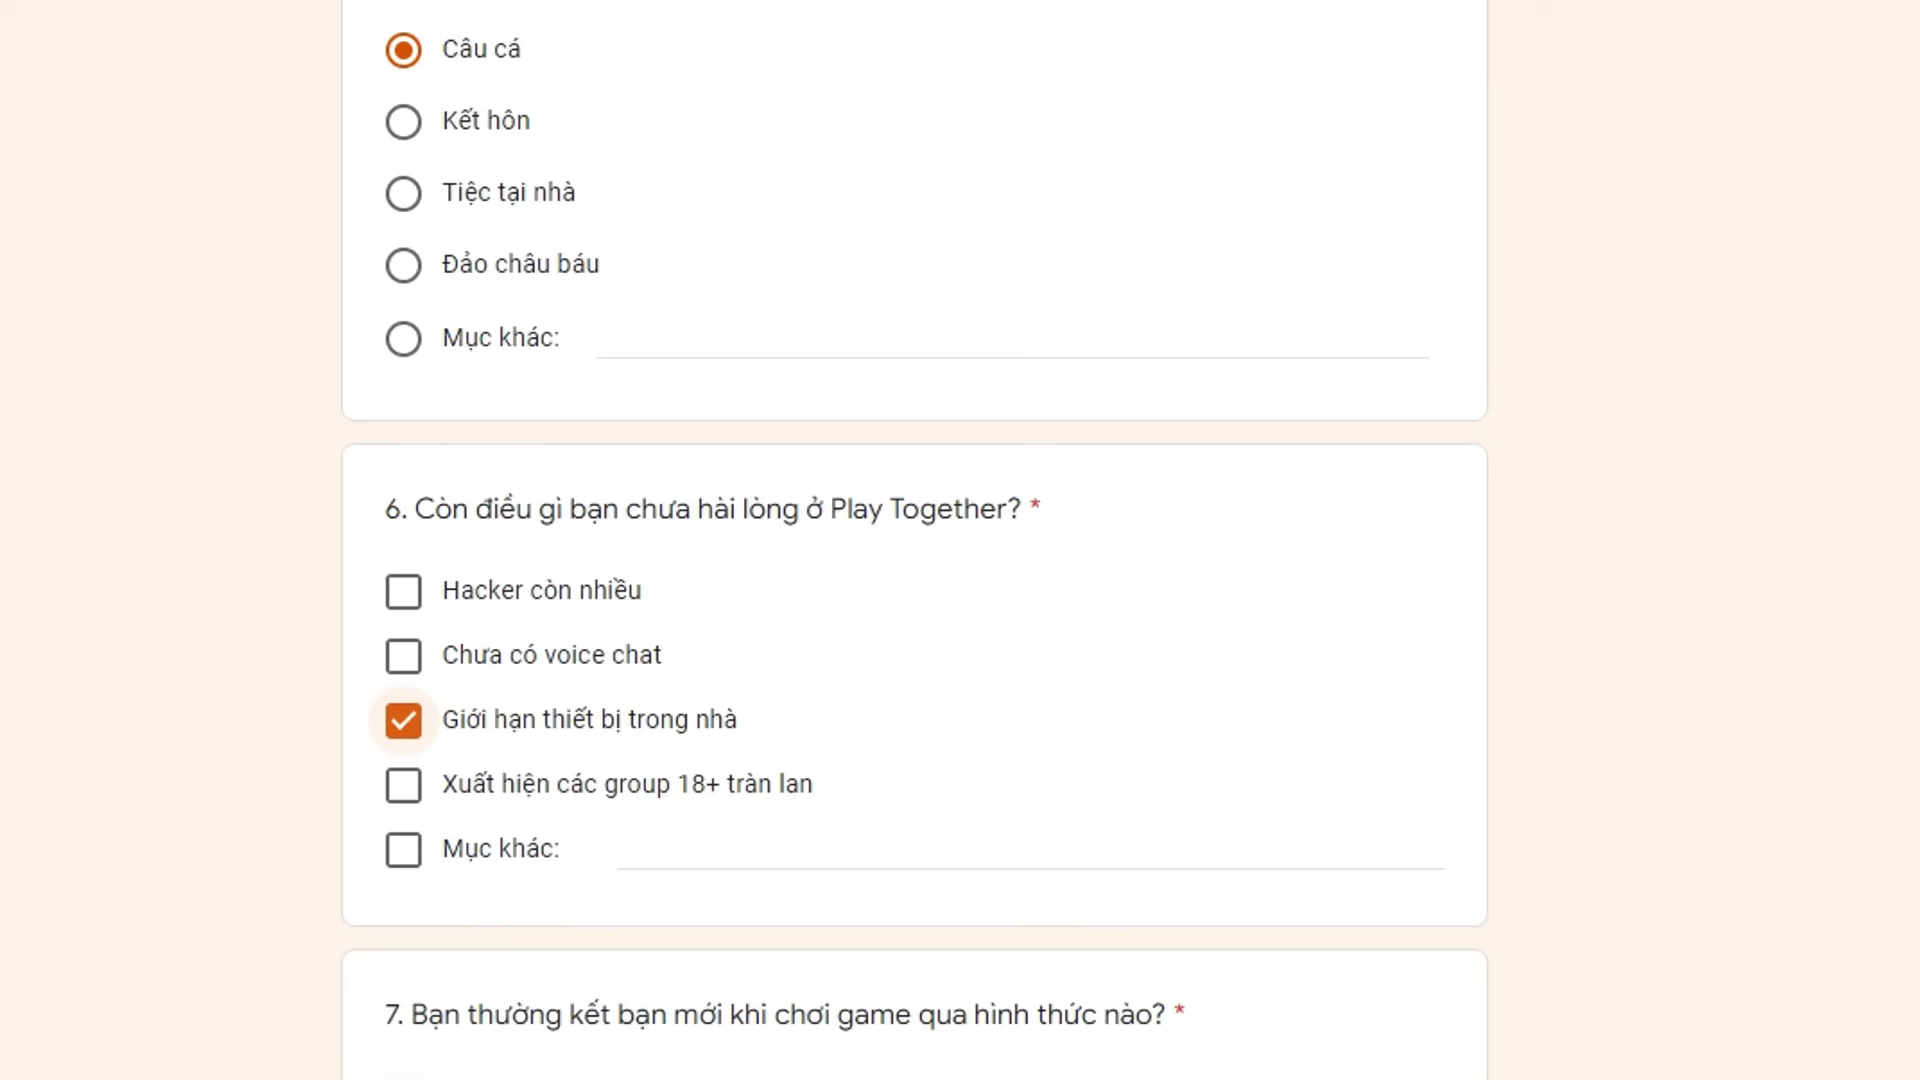 Câu cá
Kết hôn
Tiệc tại nhà
Đảo châu báu
Mục khác:
6. Còn điều gì bạn chưa hài lòng ở Play Together? *
Hacker còn nhiều
Chưa có voice chat
Giới hạn thiết bị trong nhà
Xuất hiện các group 18+ tràn lan
Mục khác:
7. Bạn thường kết bạn mới khi chơi game qua hình thức nào? *